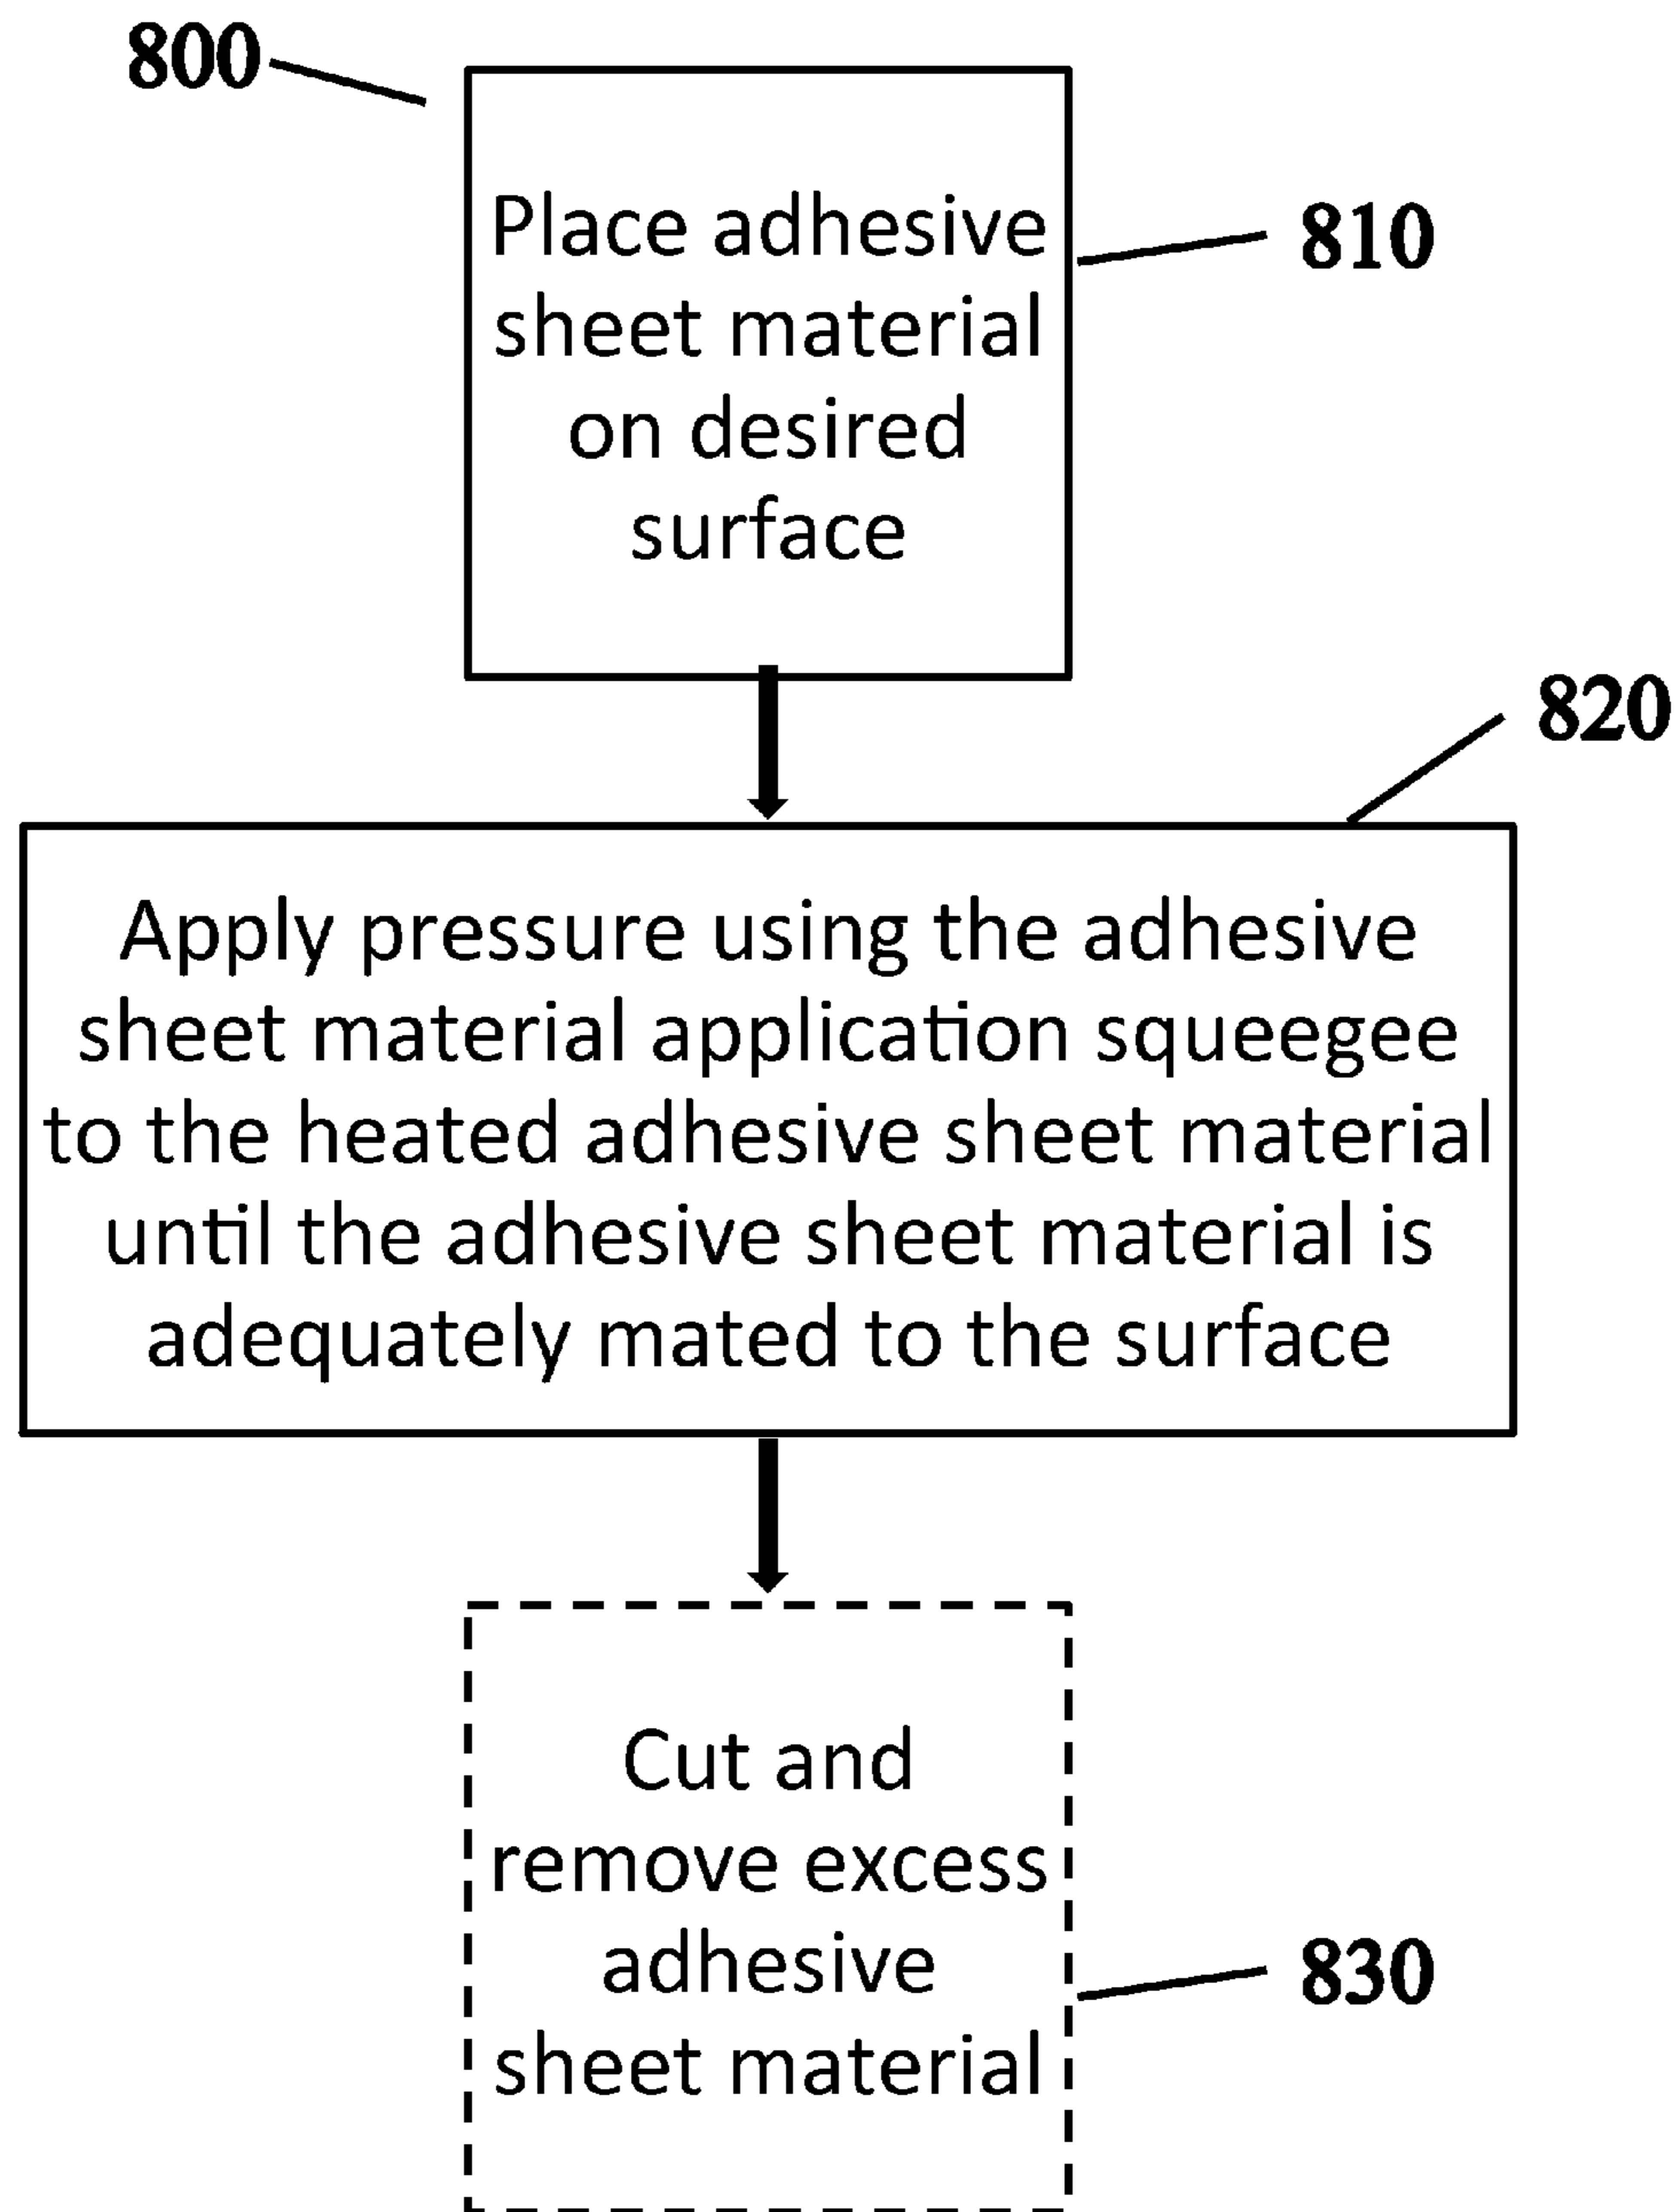 800
Place adhesive
sheet material
on desired
surface
810
820
Apply pressure using the adhesive
sheet material application squeegee
to the heated adhesive sheet material
until the adhesive sheet material is
adequately mated to the surface
Cut and
remove excess
adhesive
sheet material
830